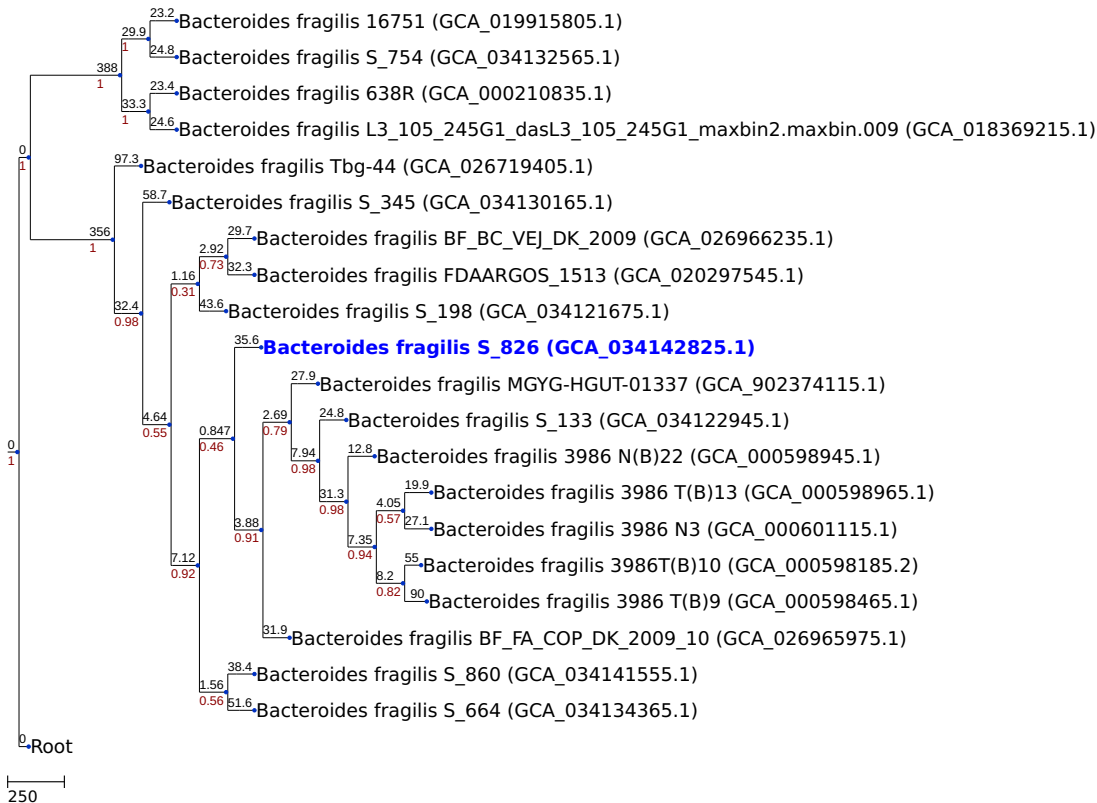 23.2
Bacteroides fragilis 16751 (GCA_019915805.1)
29.9
1
24.8
Bacteroides fragilis S_754 (GCA_034132565.1)
388
1
23.4
Bacteroides fragilis 638R (GCA_000210835.1)
33.3
1
24.6
Bacteroides fragilis L3_105_245G1_dasL3_105_245G1_maxbin2.maxbin.009 (GCA_018369215.1)
0
1
97.3
Bacteroides fragilis Tbg-44 (GCA_026719405.1)
58.7
Bacteroides fragilis S_345 (GCA_034130165.1)
356
1
29.7
Bacteroides fragilis BF_BC_VEJ_DK_2009 (GCA_026966235.1)
2.92
0.73
32.3
Bacteroides fragilis FDAARGOS_1513 (GCA_020297545.1)
1.16
0.31
43.6
Bacteroides fragilis S_198 (GCA_034121675.1)
32.4
0.98
35.6
Bacteroides fragilis S_826 (GCA_034142825.1)
27.9
Bacteroides fragilis MGYG-HGUT-01337 (GCA_902374115.1)
4.64
0.55
2.69
0.79
24.8
Bacteroides fragilis S_133 (GCA_034122945.1)
0.847
0.46
0
1
7.94
0.98
12.8
Bacteroides fragilis 3986 N(B)22 (GCA_000598945.1)
31.3
0.98
19.9
Bacteroides fragilis 3986 T(B)13 (GCA_000598965.1)
4.05
0.57
27.1
Bacteroides fragilis 3986 N3 (GCA_000601115.1)
3.88
0.91
7.35
0.94
7.12
0.92
55
Bacteroides fragilis 3986T(B)10 (GCA_000598185.2)
8.2
0.82
90
Bacteroides fragilis 3986 T(B)9 (GCA_000598465.1)
31.9
Bacteroides fragilis BF_FA_COP_DK_2009_10 (GCA_026965975.1)
38.4
Bacteroides fragilis S_860 (GCA_034141555.1)
1.56
0.56
51.6
Bacteroides fragilis S_664 (GCA_034134365.1)
0
Root
250